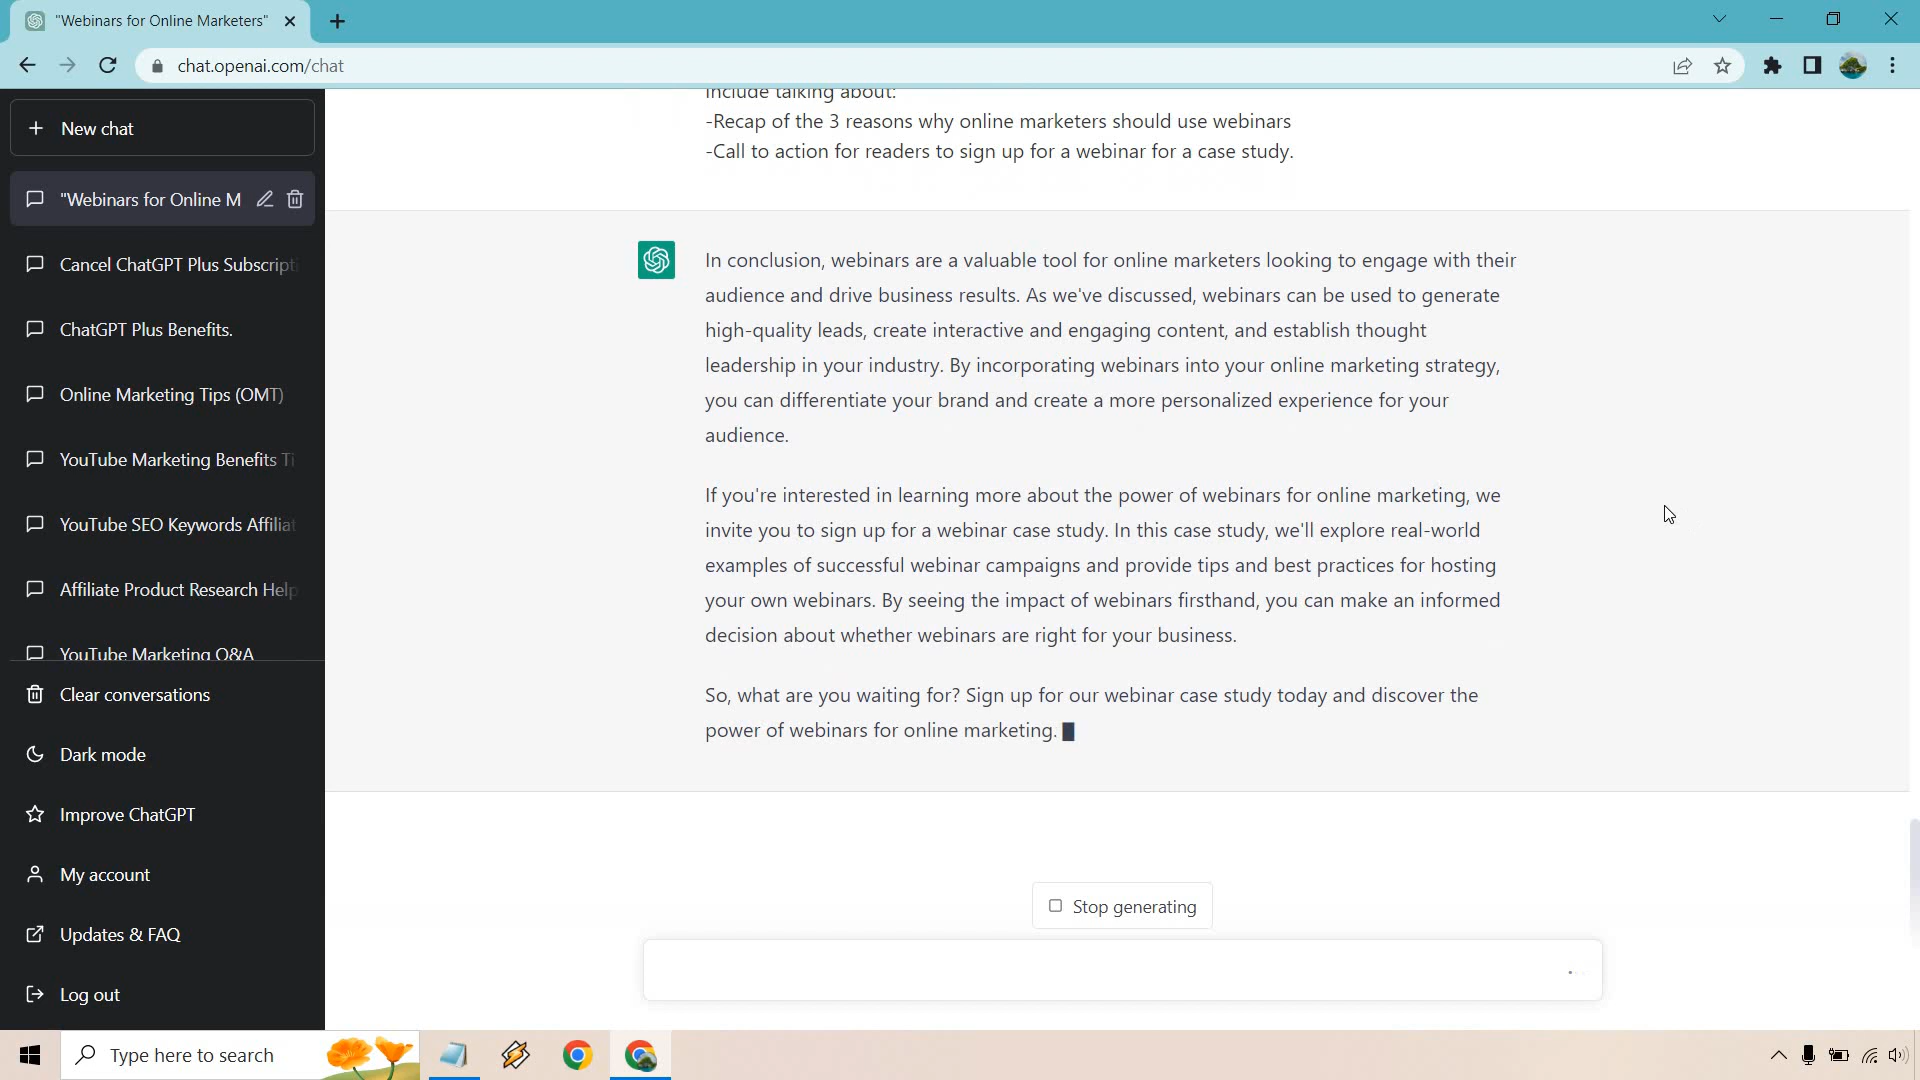 "Webinars for Online Marketers"
chat.openai.com/chat
New chat
"Webinars for Online M
Cancel ChatGPT Plus Subscripti
ChatGPT Plus Benefits.
Online Marketing Tips (OMT)
YouTube Marketing Benefits Ti
YouTube SEO Keywords Affiliat
Affiliate Product Research Help
YouTube Marketing Q&A
Clear conversations
Dark mode
Improve ChatGPT
My account
Updates & FAQ
Log out
Include talking about:
-Recap of the 3 reasons why online marketers should use webinars
-Call to action for readers to sign up for a webinar for a case study.
In conclusion, webinars are a valuable tool for online marketers looking to engage with their
audience and drive business results. As we've discussed, webinars can be used to generate
high-quality leads, create interactive and engaging content, and establish thought
leadership in your industry. By incorporating webinars into your online marketing strategy,
you can differentiate your brand and create a more personalized experience for your
audience.
If you're interested in learning more about the power of webinars for online marketing, we
invite you to sign up for a webinar case study. In this case study, we'll explore real-world
examples of successful webinar campaigns and provide tips and best practices for hosting
your own webinars. By seeing the impact of webinars firsthand, you can make an informed
decision about whether webinars are right for your business.
So, what are you waiting for? Sign up for our webinar case study today and discover the
power of webinars for online marketing.
Stop generating
Type here to search